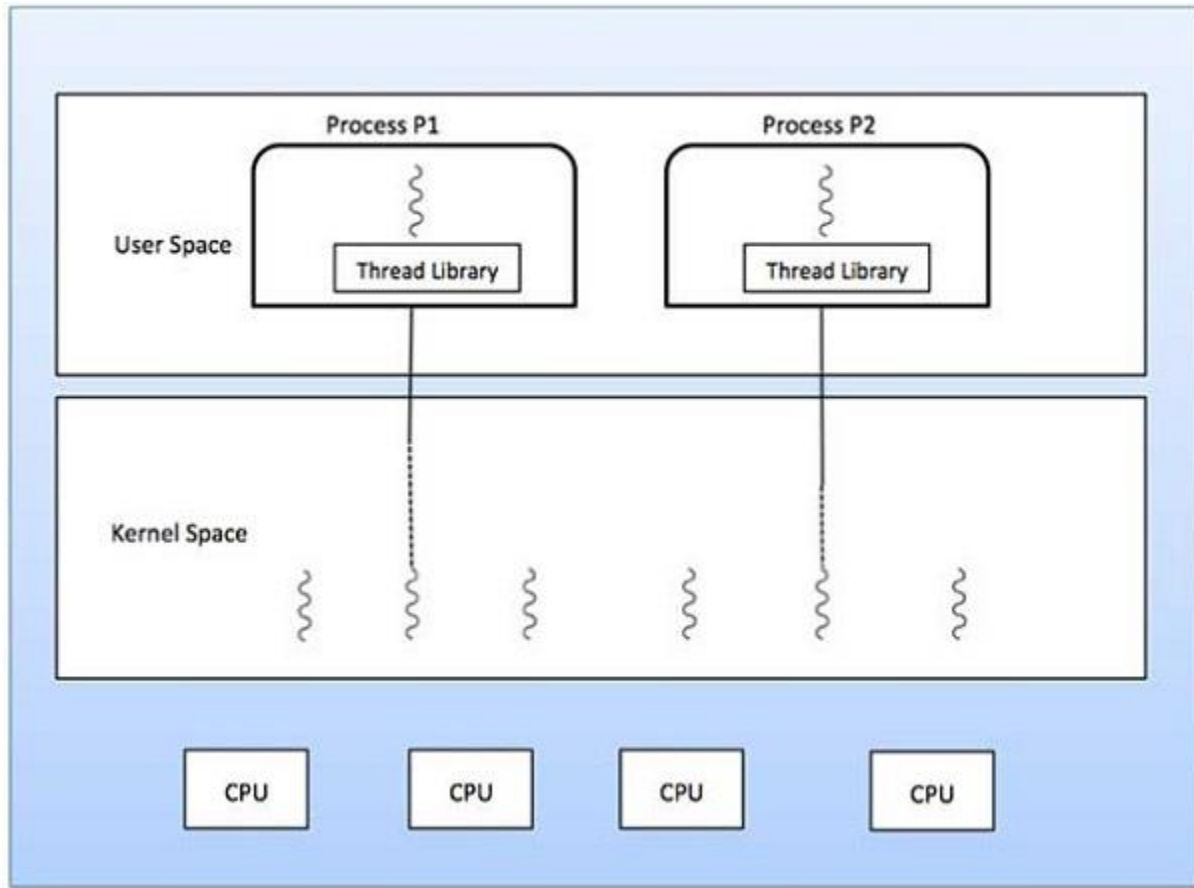 Process P1
Process P2
User Space
Thread Library
Thread Library
Kernel Space
CPU
CPU
CPU
CPU